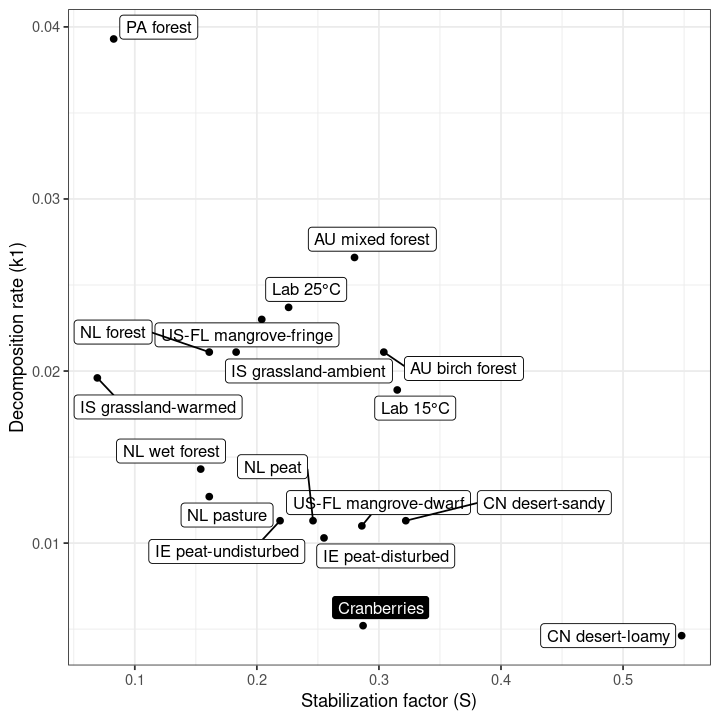 0.04
PA forest
0.03
AU mixed forest
Lab 25°C
NL forest
US-FL mangrove-fringe
0.02
IS grassland-ambient
AU birch forest
IS grassland-warmed
Lab 15°C
NL wet forest
NL peat
US-FL mangrove-dwarf
CN desert-sandy
NL pasture
0.01
IE peat-undisturbed
IE peat-disturbed
Cranberries
CN desert-loamy
0.1 0.2 0.3 0.4 0.5
Stabilization factor (S)
Decomposition rate (k1)